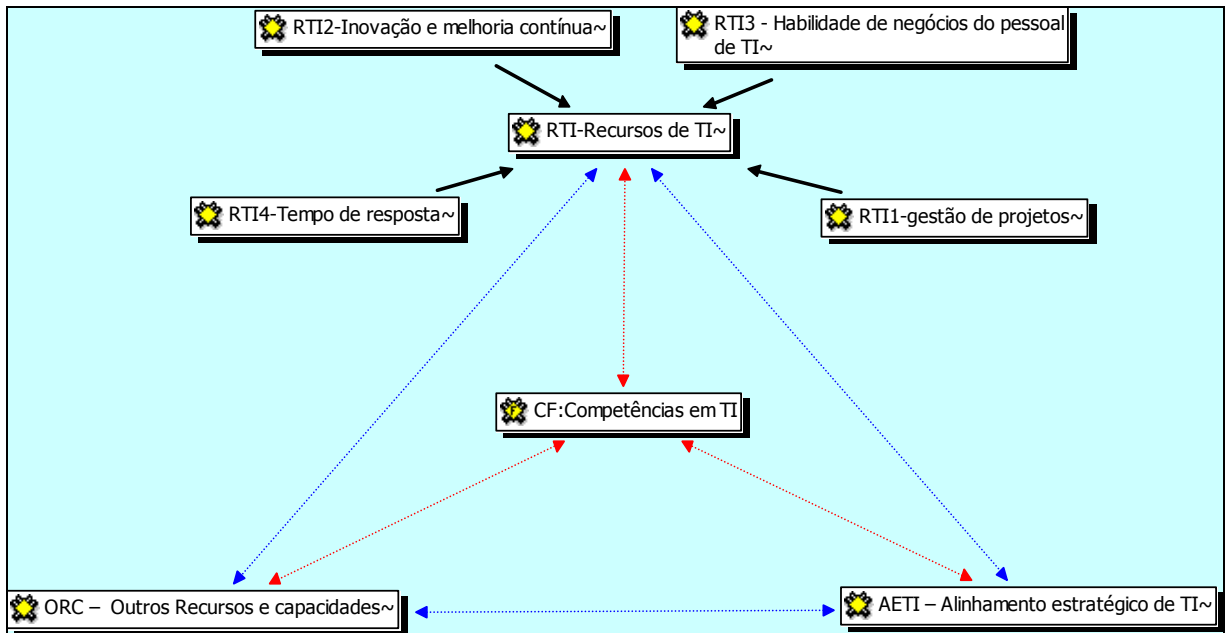 RTI2-Inovação e melhoria contínua~
RTI3 - Habilidade de negócios do pessoal
de TI~
RTI-Recursos de TI~
RTI4-Tempo de resposta~
RTI1-gestão de projetos~
F
CF:Competências em TI
ORC – Outros Recursos e capacidades~
AETI – Alinhamento estratégico de TI~